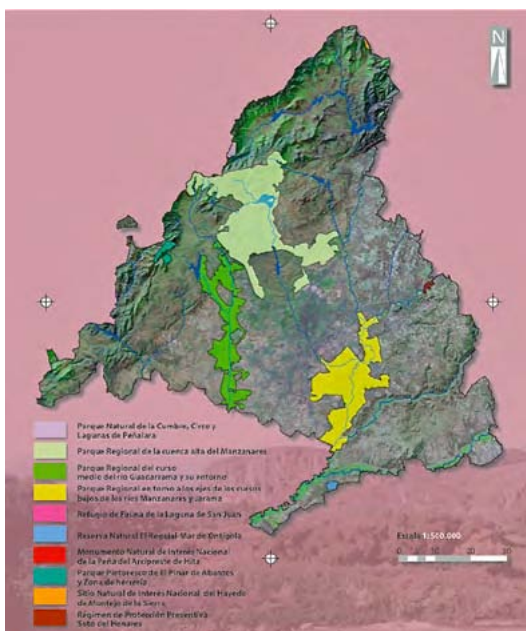 N
Parque Natural de la Cumbre, Circo y
Lagunas de Peñalara
Parque Regional de la cuenca alta del Manzanares
Parque Regional del curso
medio del río Guadarrama y su entorno
Parque Regional en torno a los ejes de los cursos
bajos de los ríos Manzanares y Jarama
Refugio de Fauna de la Laguna de San Juan
Reserva Natural El Regajal-Mar de Ontígola
Monumento Natural de Interés Nacional
de la Peña del Arcipreste de Hita
Parque Pintoresco de El Pinar de Abantos
y Zona de herrería
Sitio Natural de Interés Nacional del Hayedo
de Montejo de la Sierra
Régimen de Protección Preventiva
Soto del Henares
Escala 1:500.000
0